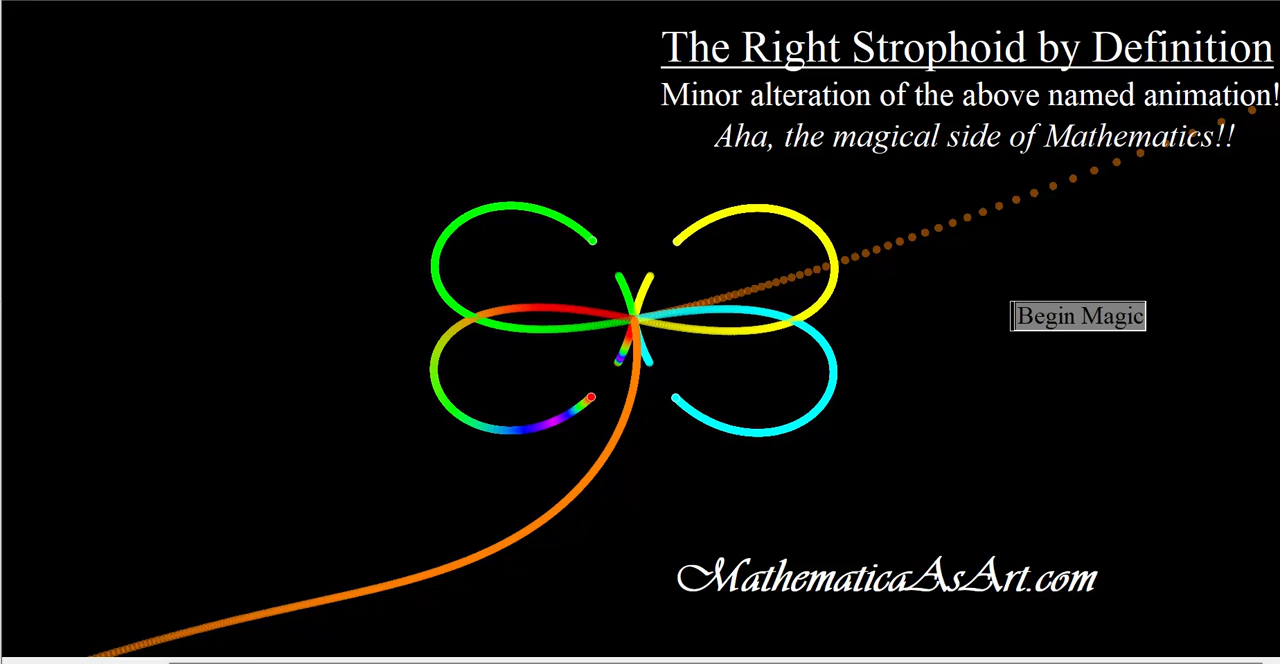 The Right Strophoid by Definition
Minor alteration of the above named animation!
Aha, the magical side of Mathematics!!
Begin Magic
MathematicaAsArt.com